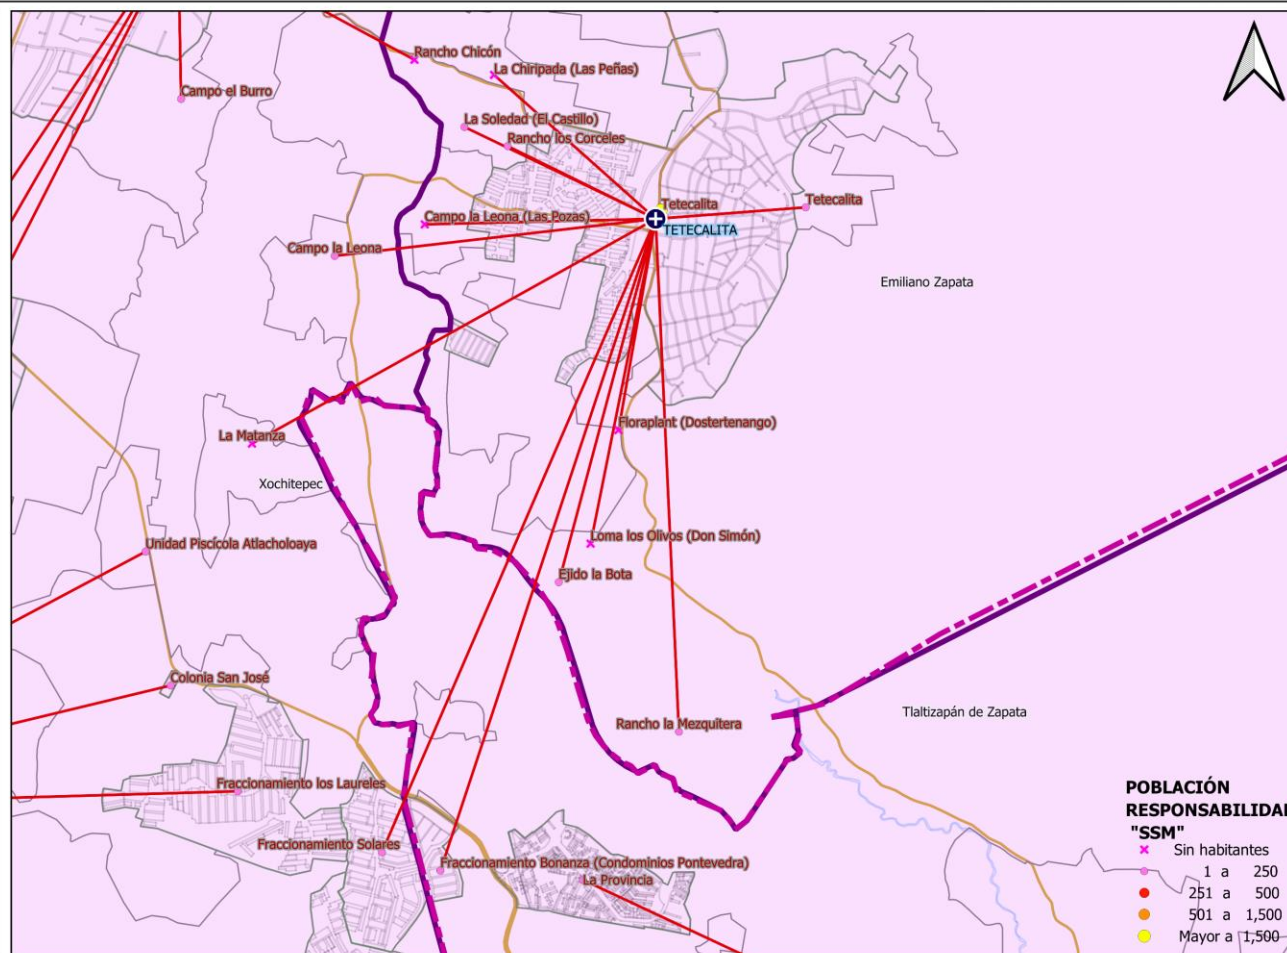 Rancho Chicón
La Chiripada (Las Peñas)
Campo el Burro
La Soledad (El Castillo)
Rancho los Corceles
Tetecalita
Tetecalita
Campo la Leona (Las Pozas)
TETECALITA
Campo la Leona
Emiliano Zapata
Floraplant (Dostertenango)
La Matanza
Xochitepec
Loma los Olivos (Don Simón)
Unidad Piscícola Atlacholoaya
Ejido la Bota
Colonia San José
Tlaltizapán de Zapata
Rancho la Mezquitera
Fraccionamiento los Laureles
Fraccionamiento Solares
Fraccionamiento Bonanza (Condominios Pontevedra)
La Provincia
POBLACIÓN
RESPONSABILIDA
"SSM"
Sin habitantes
1 a 250
251 a 500
501 a 1,500
Mayor a 1,500